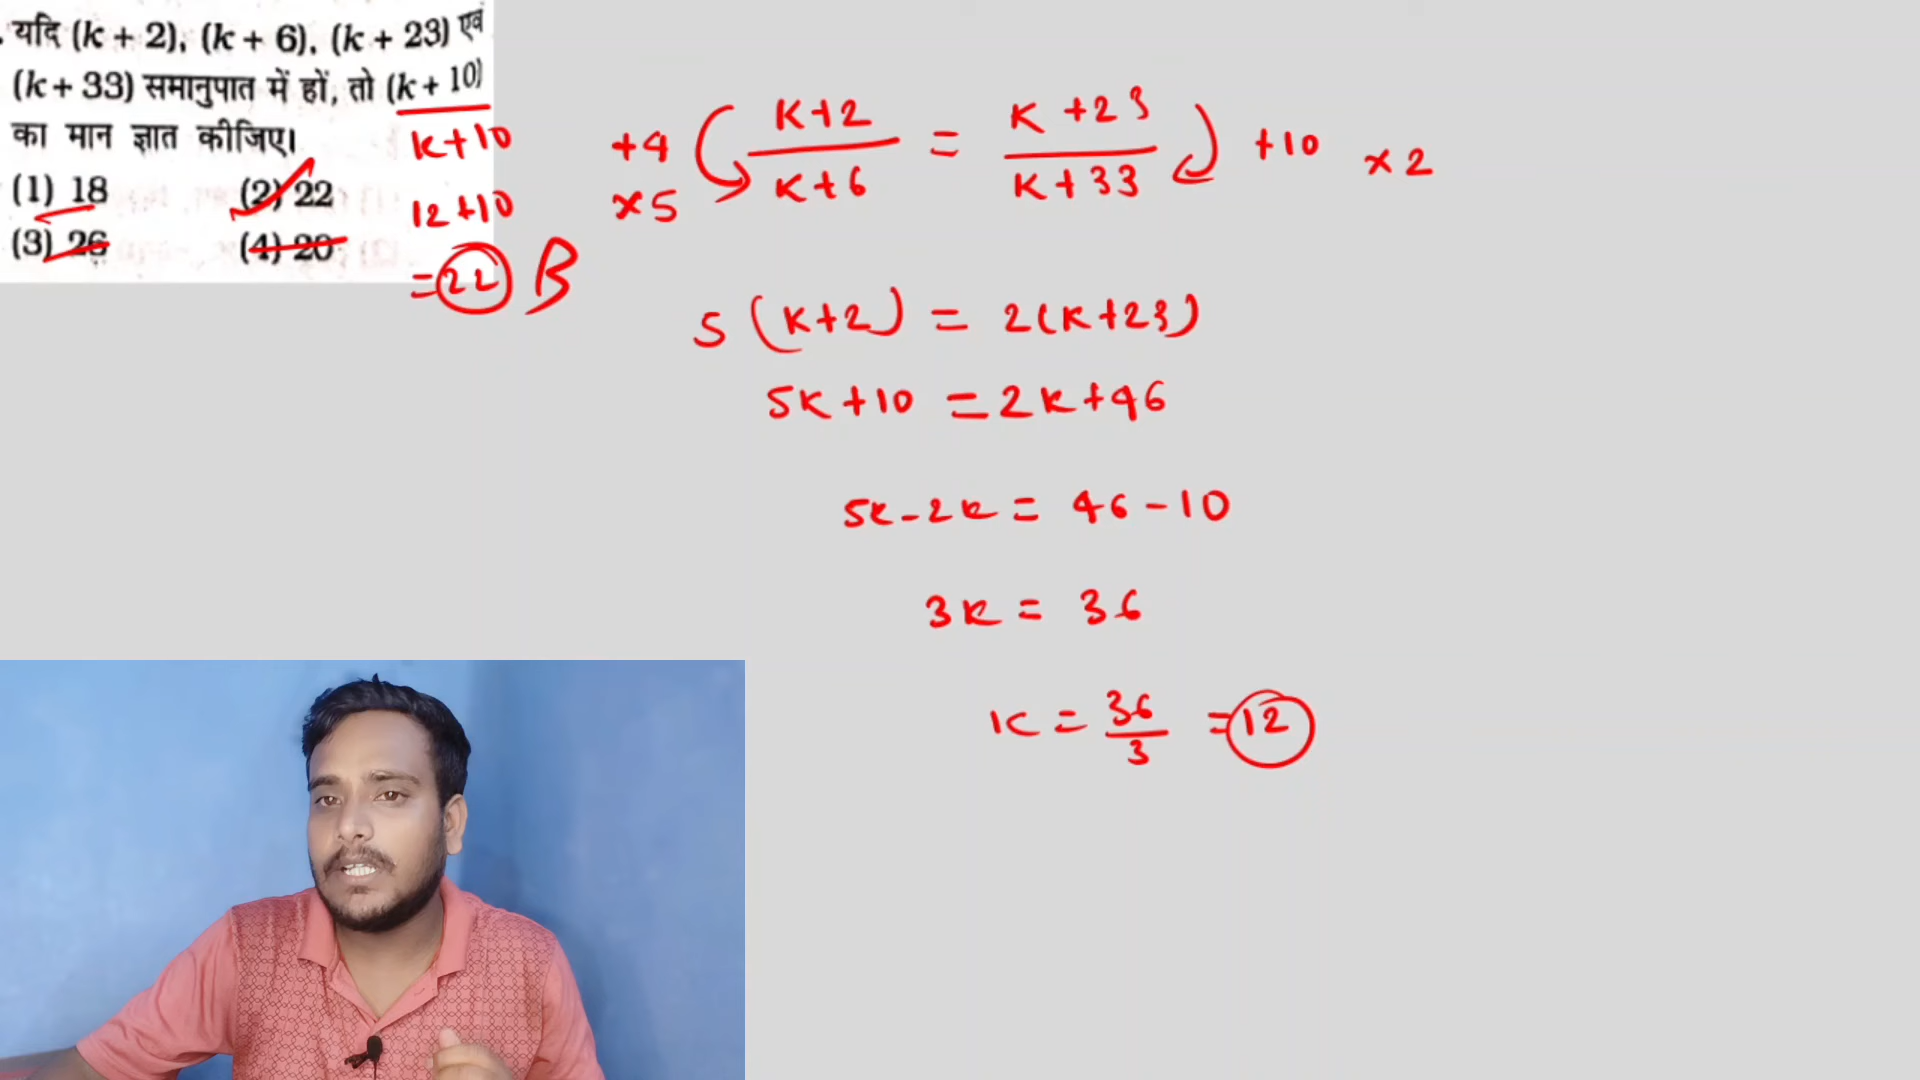 यदि (k + 2), (k + 6), (k + 23) एवं
(k + 33) समानुपात में हों, तो (k + 10)
का मान ज्ञात कीजिए।
(1) 18 (2) 22
(3) 26 (4) 20
k+10
12+10
=22 B
+4 K+2 = K+23 +10 ×2
×5 K+6 K+33
5(K+2) = 2(K+23)
5K+10 = 2K+46
5K-2K = 46-10
3K = 36
K = 36/3 = 12